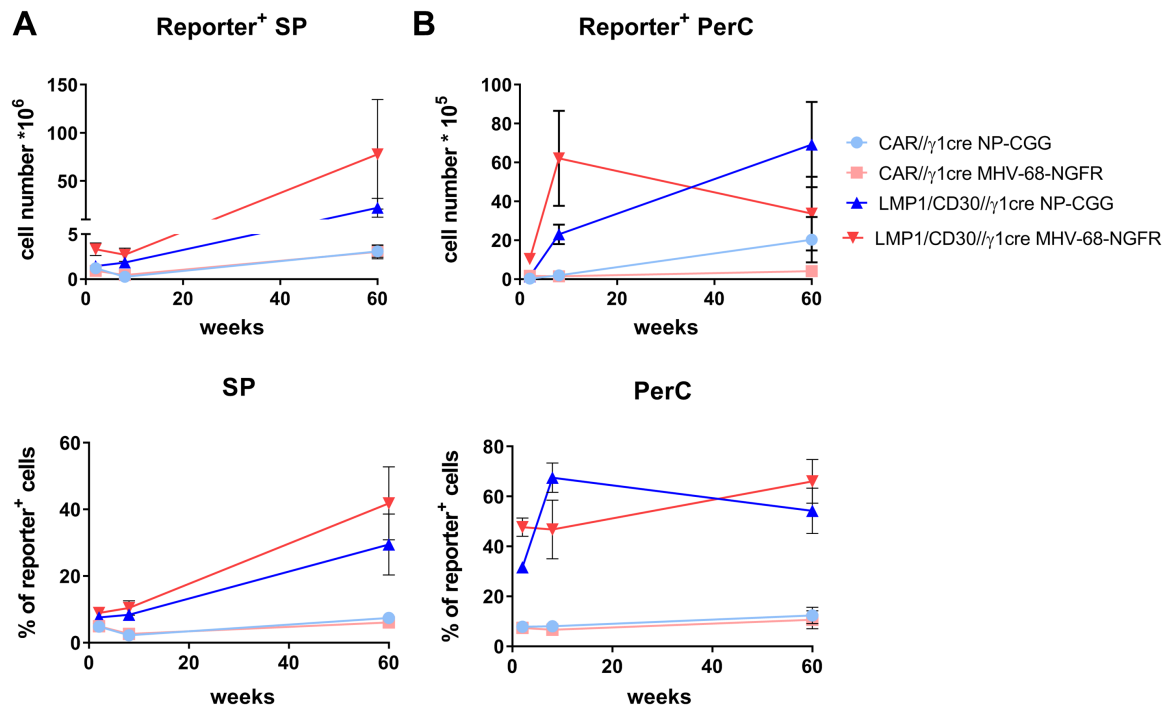 A
Reporter⁺ SP
cell number *10⁶
150
100
50
5
0
0 20 40 60
weeks
B
Reporter⁺ PerC
cell number * 10⁵
100
80
60
40
20
0
0 20 40 60
weeks
CAR//γ1cre NP-CGG
CAR//γ1cre MHV-68-NGFR
LMP1/CD30//γ1cre NP-CGG
LMP1/CD30//γ1cre MHV-68-NGFR
SP
% of reporter⁺ cells
60
40
20
0
0 20 40 60
weeks
PerC
% of reporter⁺ cells
80
60
40
20
0
0 20 40 60
weeks